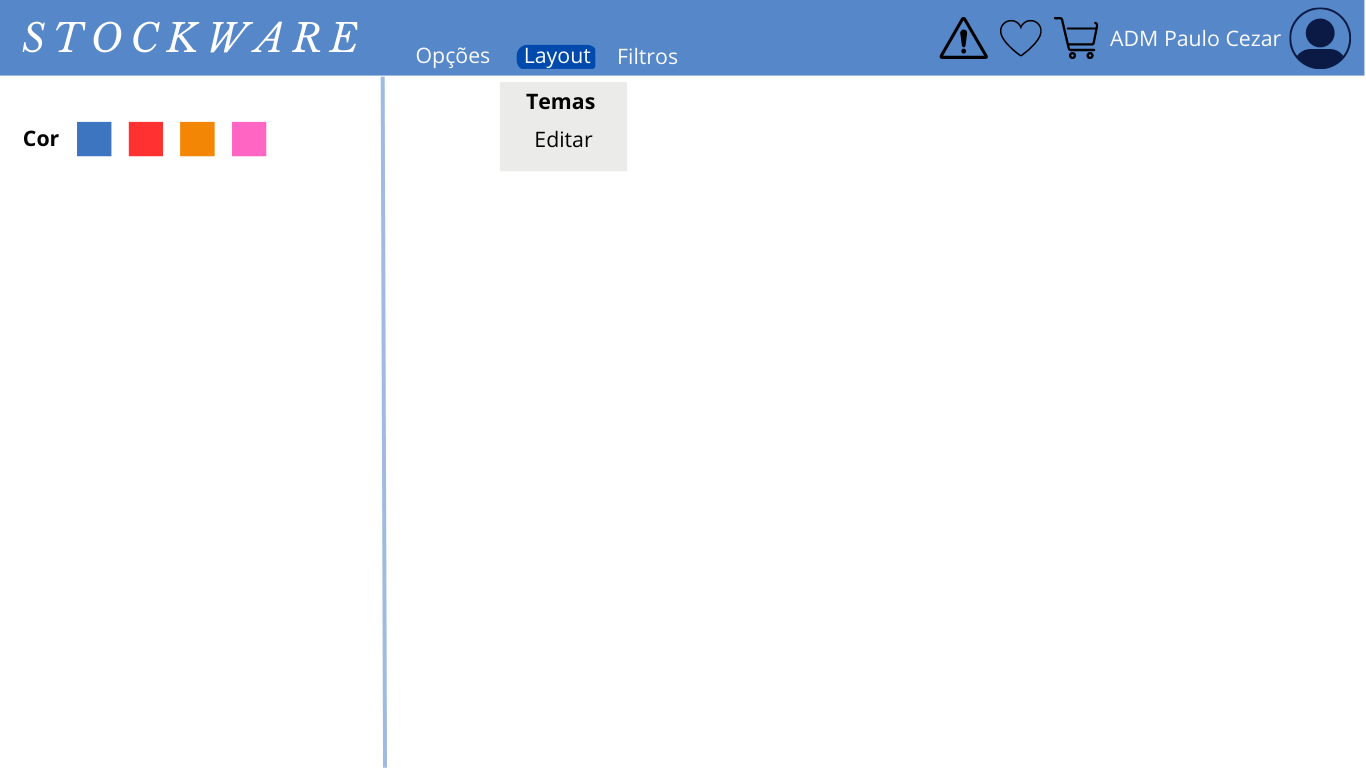 STOCKWARE
Opções Layout Filtros
ADM Paulo Cezar
Temas
Editar
Cor